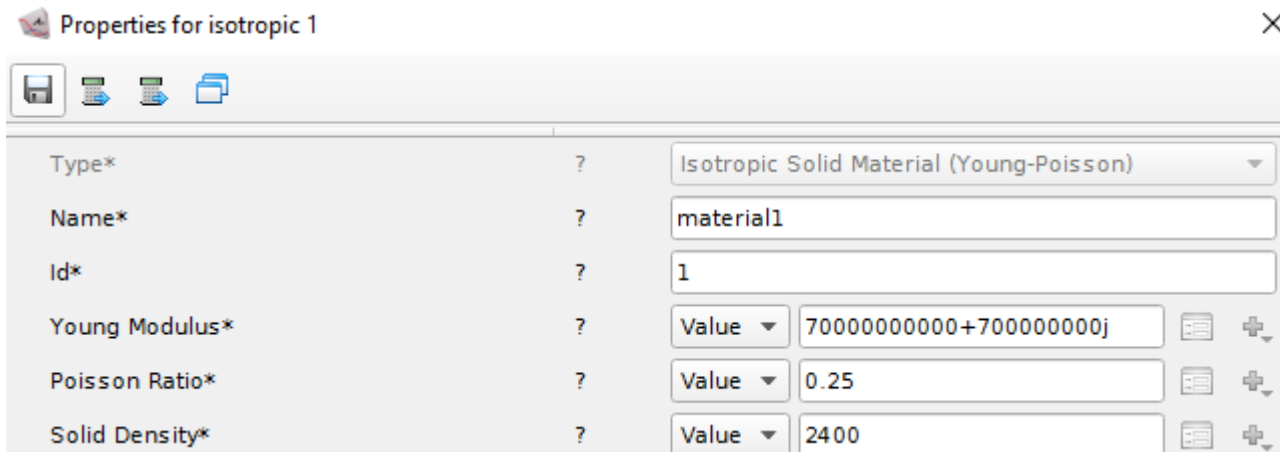 Properties for isotropic 1
Type* ? Isotropic Solid Material (Young-Poisson)
Name* ? material1
Id* ? 1
Young Modulus* ? Value 70000000000+700000000j
Poisson Ratio* ? Value 0.25
Solid Density* ? Value 2400